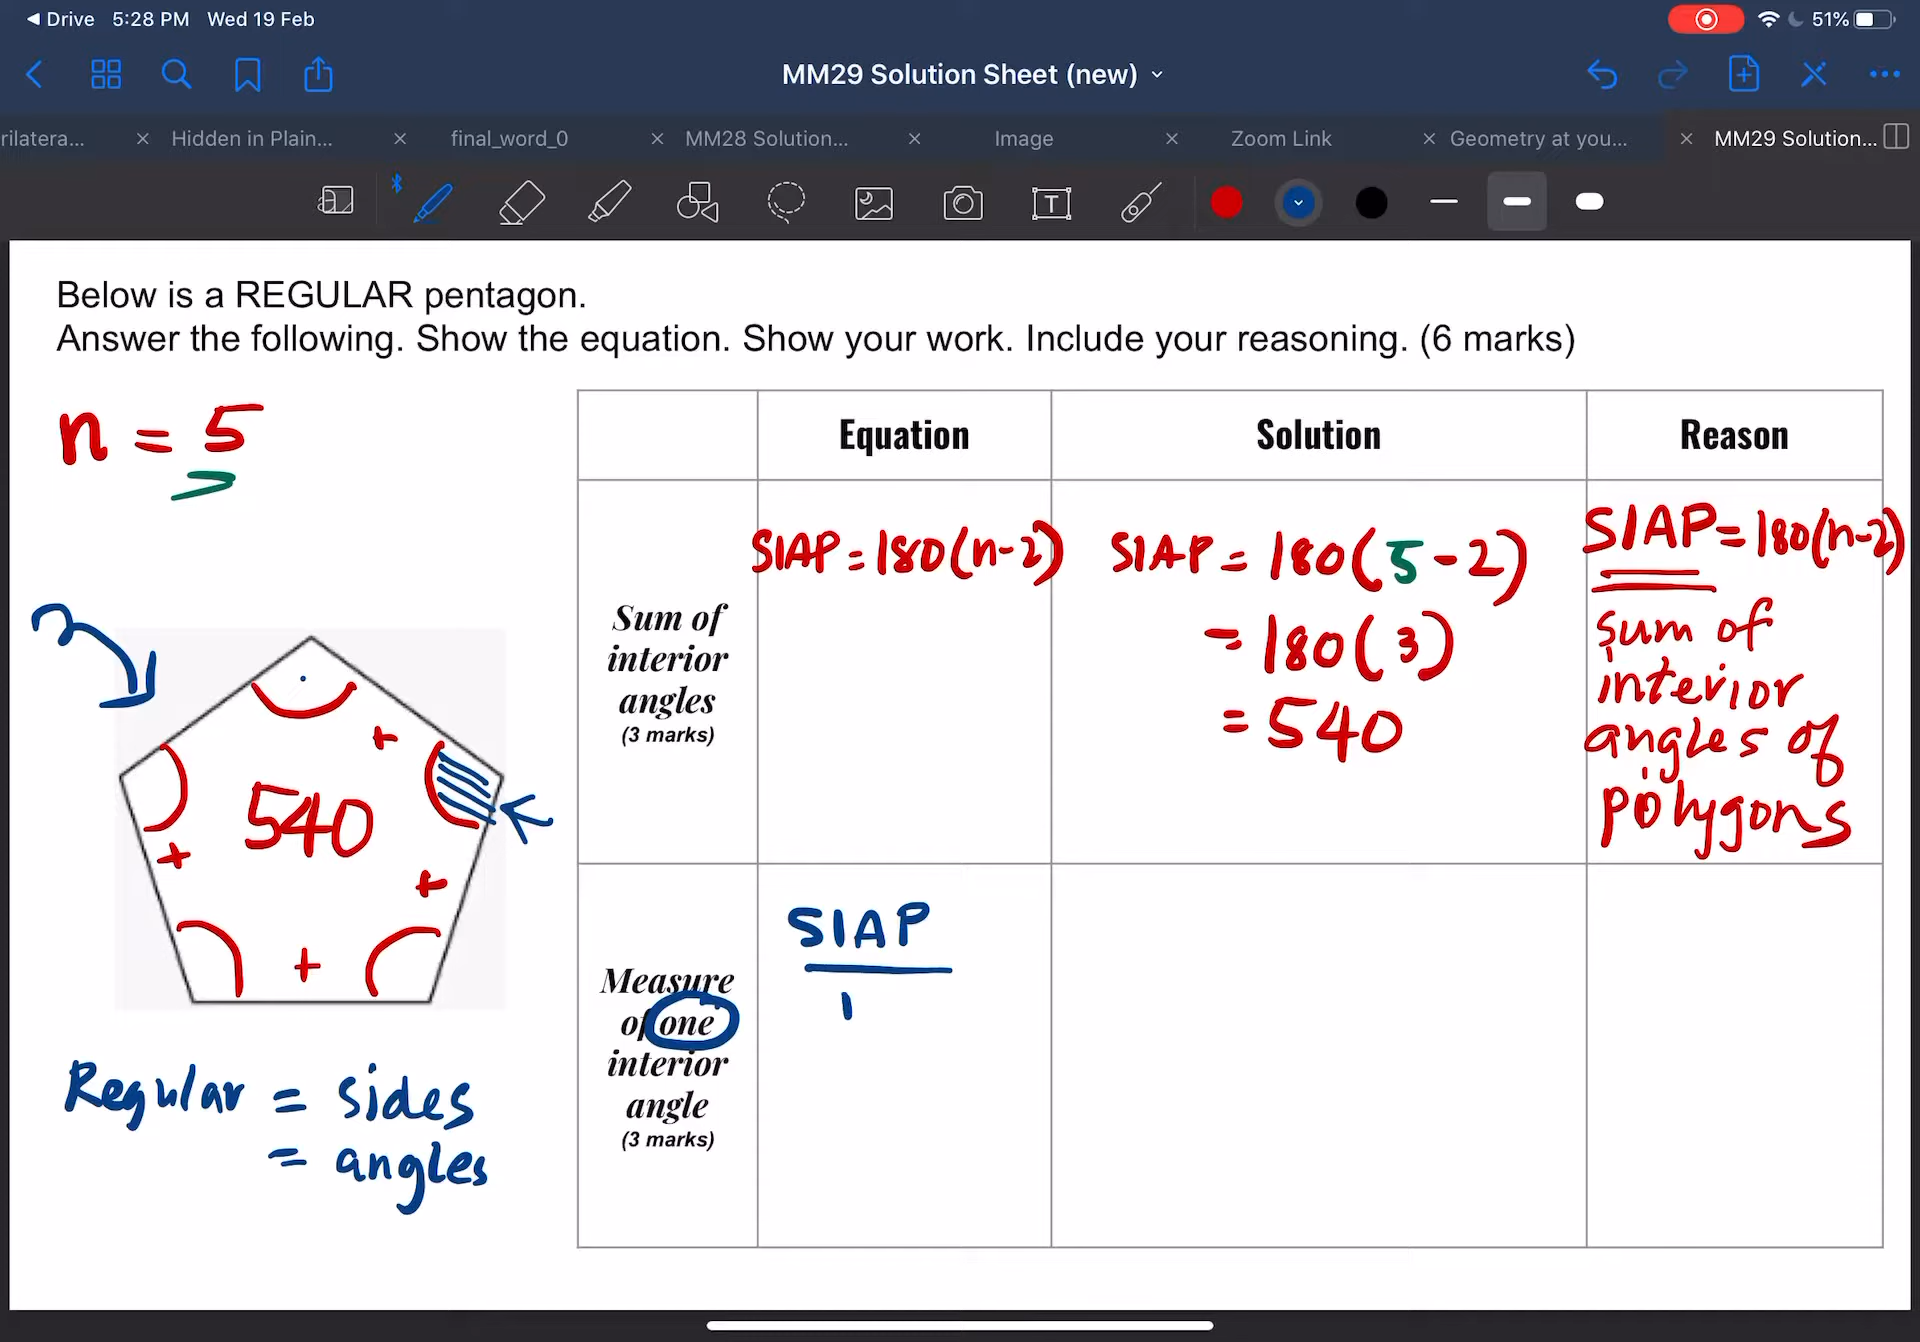 Drive 5:28 PM Wed 19 Feb
51%
MM29 Solution Sheet (new)
rilatera...
Hidden in Plain...
final_word_0
MM28 Solution...
Image
Zoom Link
Geometry at you...
MM29 Solution...
Below is a REGULAR pentagon.
Answer the following. Show the equation. Show your work. Include your reasoning. (6 marks)
n = 5
540
Regular = sides
= angles
Equation
Solution
Reason
Sum of
interior
angles
(3 marks)
SIAP = 180(n-2)
SIAP = 180(5-2)
= 180(3)
= 540
SIAP = 180(n-2)
sum of
interior
angles of
polygons
Measure
of one
interior
angle
(3 marks)
SIAP